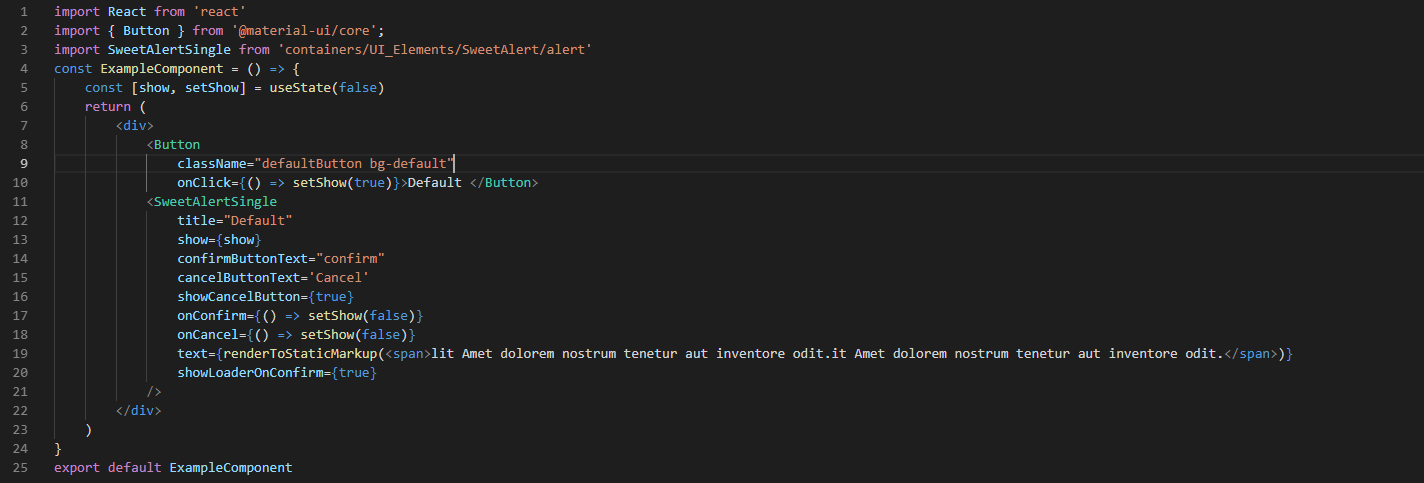 1 import React from 'react'
2 import { Button } from '@material-ui/core';
3 import SweetAlertSingle from 'containers/UI_Elements/SweetAlert/alert'
4 const ExampleComponent = () => {
5     const [show, setShow] = useState(false)
6     return (
7         <div>
8             <Button
9                 className="defaultButton bg-default"
10                 onClick={() => setShow(true)}>Default </Button>
11             <SweetAlertSingle
12                 title="Default"
13                 show={show}
14                 confirmButtonText="confirm"
15                 cancelButtonText='Cancel'
16                 showCancelButton={true}
17                 onConfirm={() => setShow(false)}
18                 onCancel={() => setShow(false)}
19                 text={renderToStaticMarkup(<span>lit Amet dolorem nostrum tenetur aut inventore odit.it Amet dolorem nostrum tenetur aut inventore odit.</span>)}
20                 showLoaderOnConfirm={true}
21             />
22         </div>
23     )
24 }
25 export default ExampleComponent